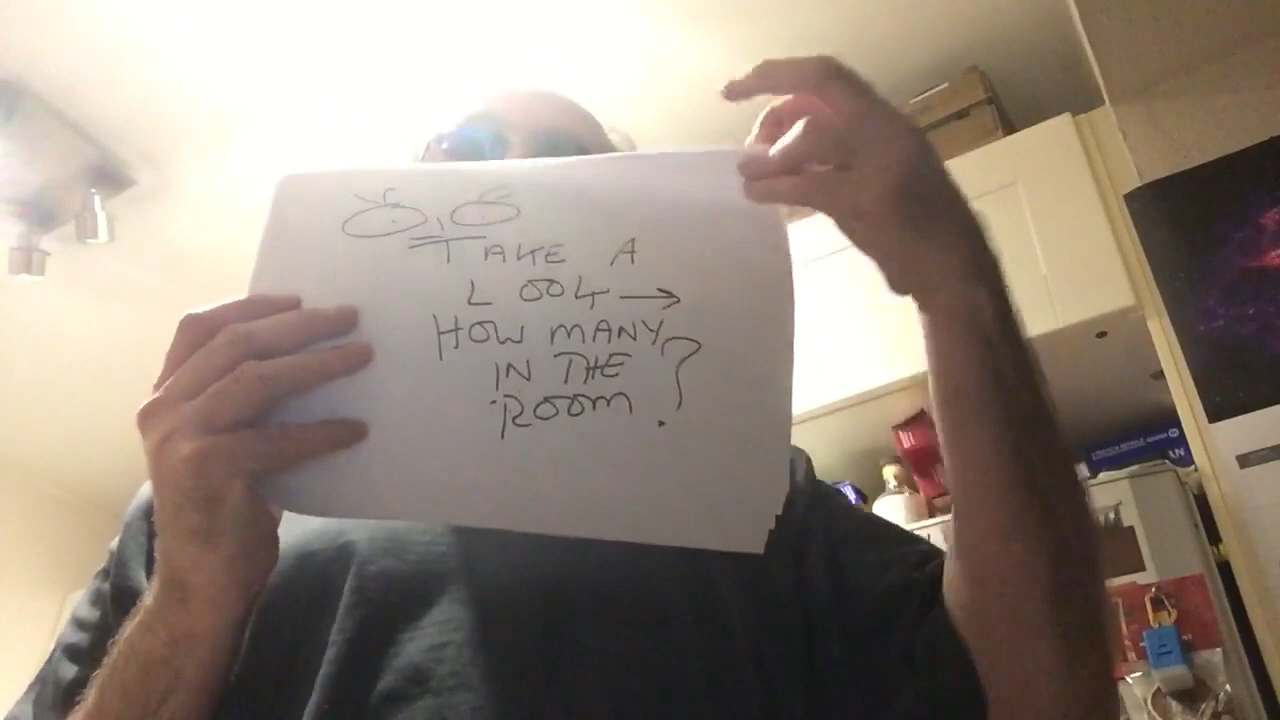 TAKE A
LOOK →
HOW MANY
IN THE
ROOM ?